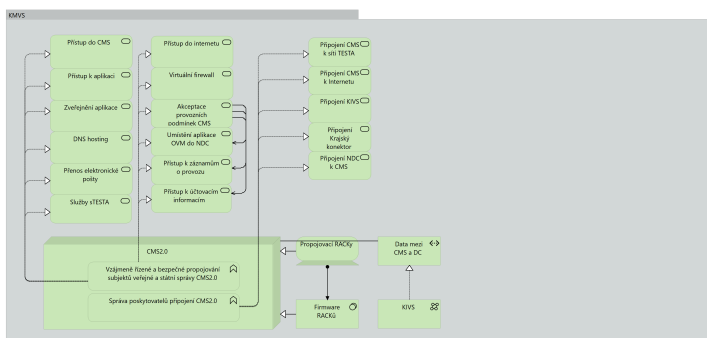 KMVS
Přístup do CMS
Přístup k aplikaci
Zveřejnění aplikace
DNS hosting
Přenos elektronické
pošty
Služby sTESTA
Přístup do internetu
Virtuální firewall
Akceptace
provozních
podmínek CMS
Umístění aplikace
OVM do NDC
Přístup k záznamům
o provozu
Přístup k účtovacím
informacím
Připojení CMS
k síti TESTA
Připojení CMS
k Internetu
Připojení KIVS
Připojení
Krajský
konektor
Připojení NDC
k CMS
CMS2.0
Vzájemné řízené a bezpečné propojování
subjektů veřejné a státní správy CMS2.0
Správa poskytovatelů připojení CMS2.0
Propojovací RACKy
Firmware
RACKů
Data mezi
CMS a DC
KIVS